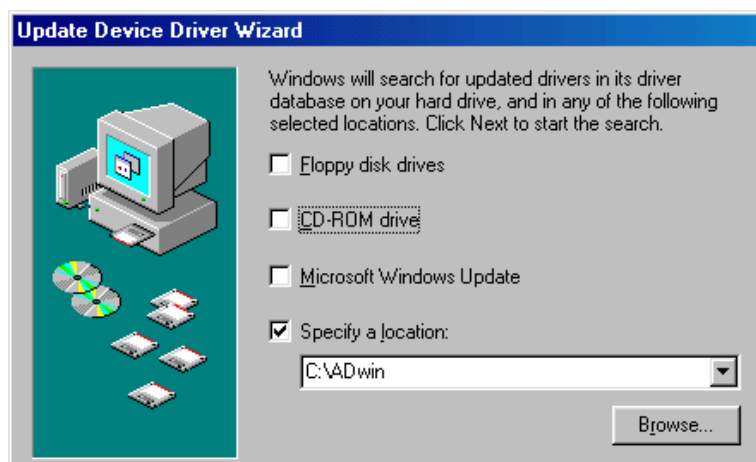 Update Device Driver Wizard
Windows will search for updated drivers in its driver
database on your hard drive, and in any of the following
selected locations. Click Next to start the search.
Floppy disk drives
CD-ROM drive
Microsoft Windows Update
Specify a location:
C:\ADwin
Browse...